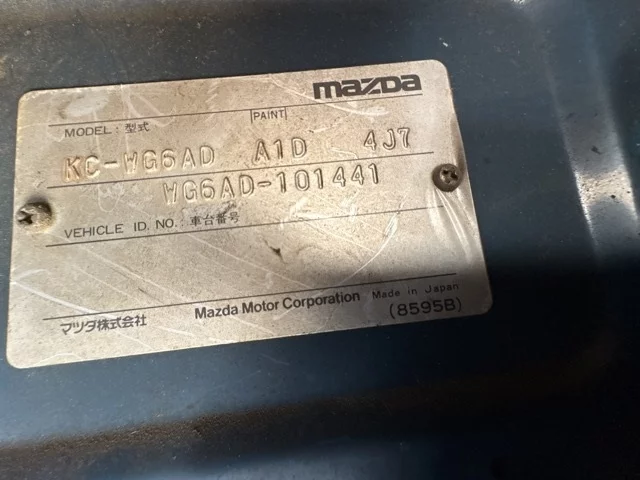 mazda
MODEL: 型式 PAINT
KC-WG6AD A1D 4J7
WG6AD-101441
VEHICLE ID. NO.: 車台番号
マツダ株式会社 Mazda Motor Corporation Made in Japan
(8595B)